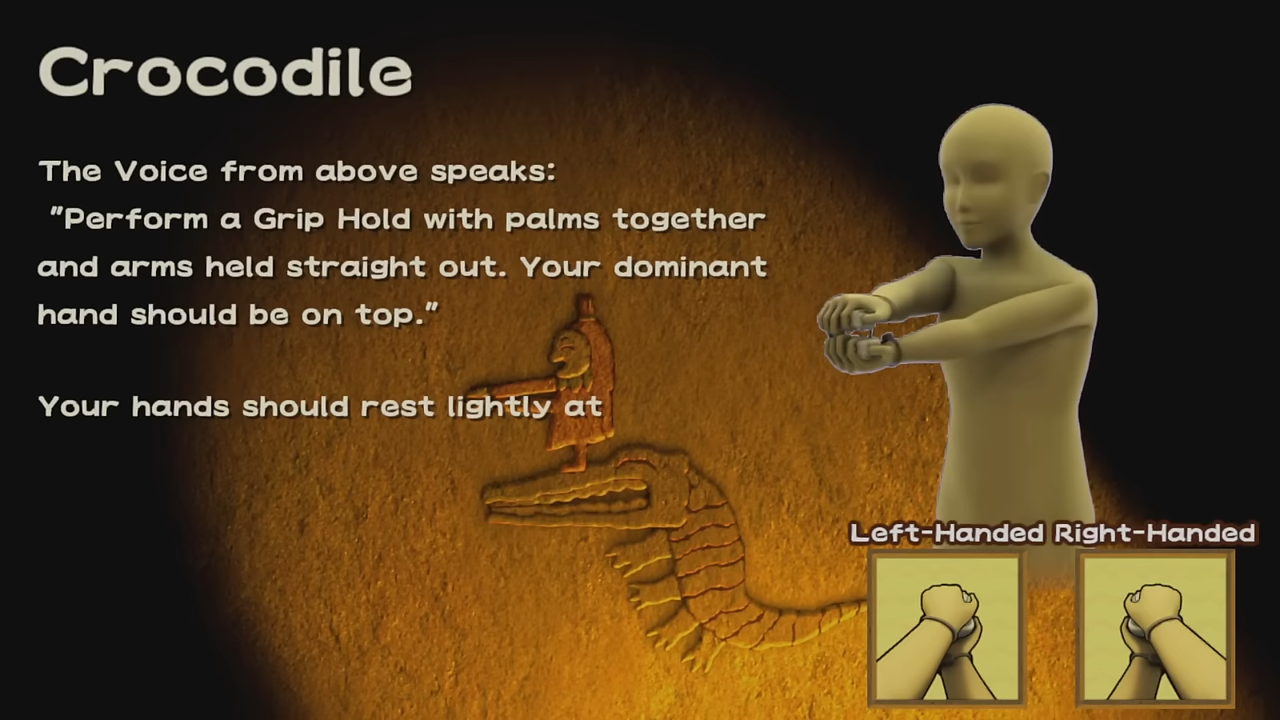 Crocodile
The Voice from above speaks:
"Perform a Grip Hold with palms together
and arms held straight out. Your dominant
hand should be on top."
Your hands should rest lightly at
Left-Handed Right-Handed